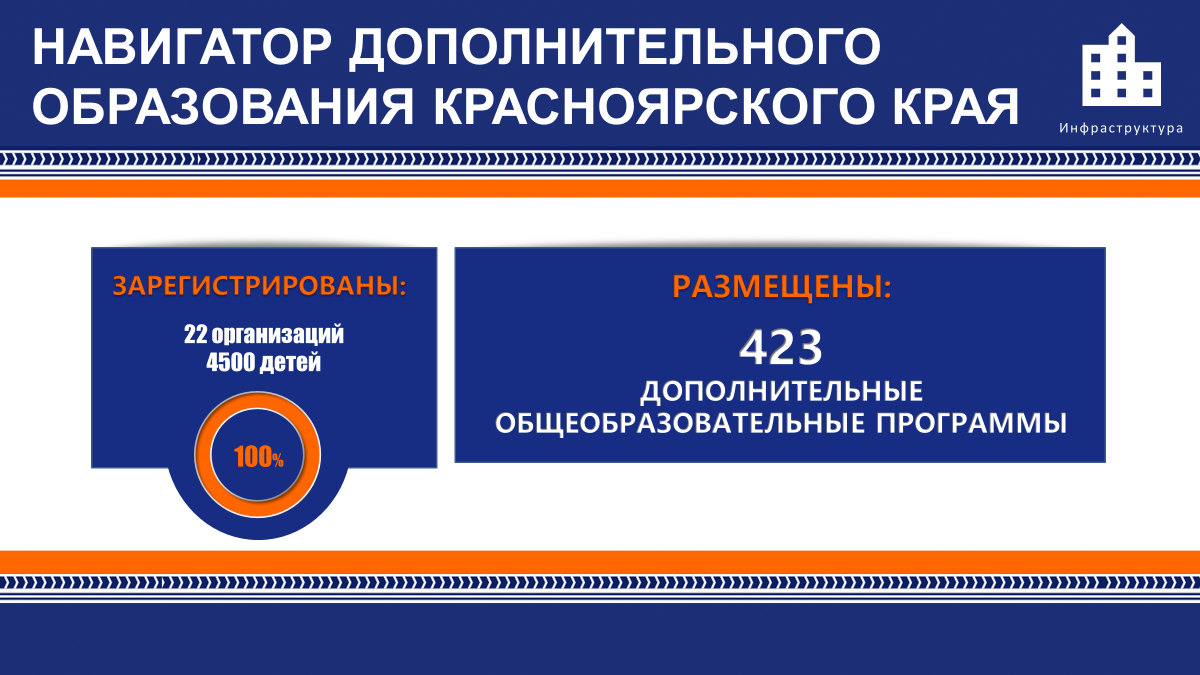 НАВИГАТОР ДОПОЛНИТЕЛЬНОГО
ОБРАЗОВАНИЯ КРАСНОЯРСКОГО КРАЯ
Инфраструктура
ЗАРЕГИСТРИРОВАНЫ:
22 организаций
4500 детей
100%
РАЗМЕЩЕНЫ:
423
ДОПОЛНИТЕЛЬНЫЕ
ОБЩЕОБРАЗОВАТЕЛЬНЫЕ ПРОГРАММЫ